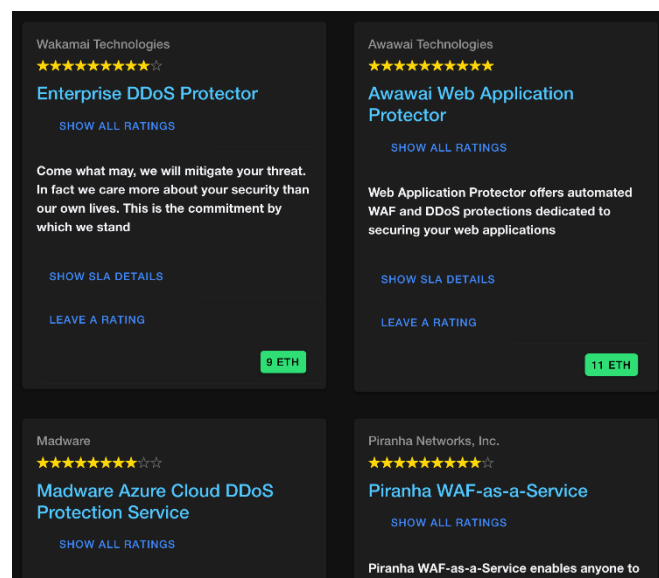 Wakamai Technologies
★★★★★★★★★☆
Enterprise DDoS Protector
SHOW ALL RATINGS
Come what may, we will mitigate your threat.
In fact we care more about your security than
our own lives. This is the commitment by
which we stand
SHOW SLA DETAILS
LEAVE A RATING
9 ETH
Awawai Technologies
★★★★★★★★★★
Awawai Web Application
Protector
SHOW ALL RATINGS
Web Application Protector offers automated
WAF and DDoS protections dedicated to
securing your web applications
SHOW SLA DETAILS
LEAVE A RATING
11 ETH
Madware
★★★★★★★★☆☆
Madware Azure Cloud DDoS
Protection Service
SHOW ALL RATINGS
Piranha Networks, Inc.
★★★★★★★★★☆
Piranha WAF-as-a-Service
SHOW ALL RATINGS
Piranha WAF-as-a-Service enables anyone to